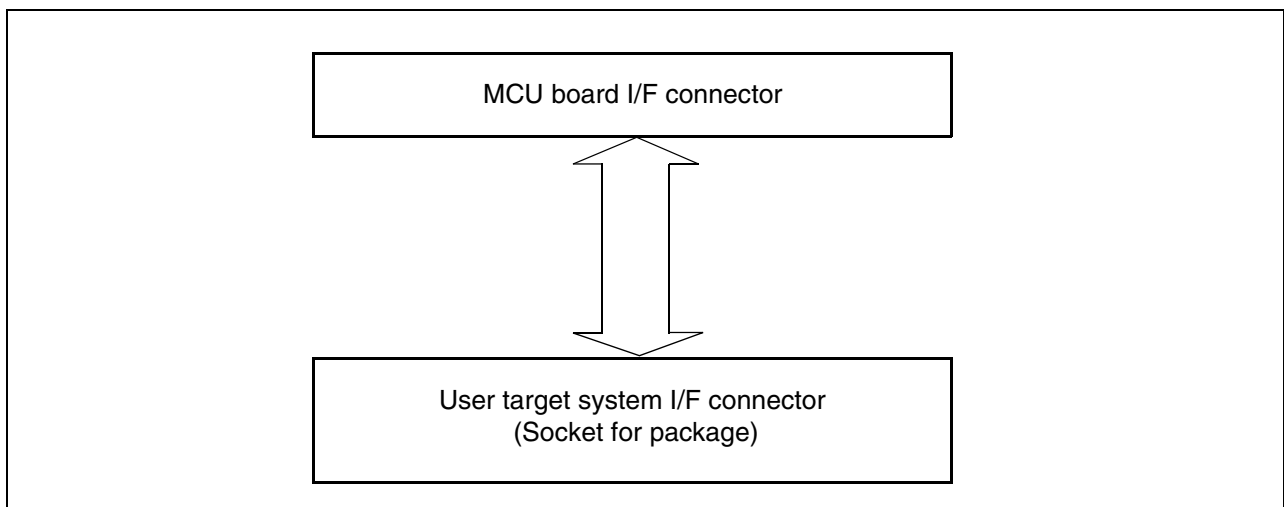 MCU board I/F connector
User target system I/F connector
(Socket for package)